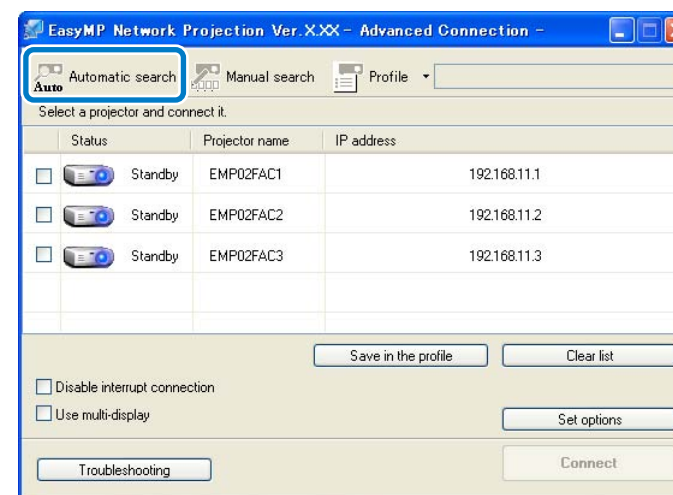 EasyMP Network Projection Ver.X.XX - Advanced Connection -
Auto Automatic search Manual search Profile
Select a projector and connect it.
Status Projector name IP address
Standby EMP02FAC1 192.168.11.1
Standby EMP02FAC2 192.168.11.2
Standby EMP02FAC3 192.168.11.3
Save in the profile Clear list
Disable interrupt connection
Use multi-display
Set options
Troubleshooting Connect